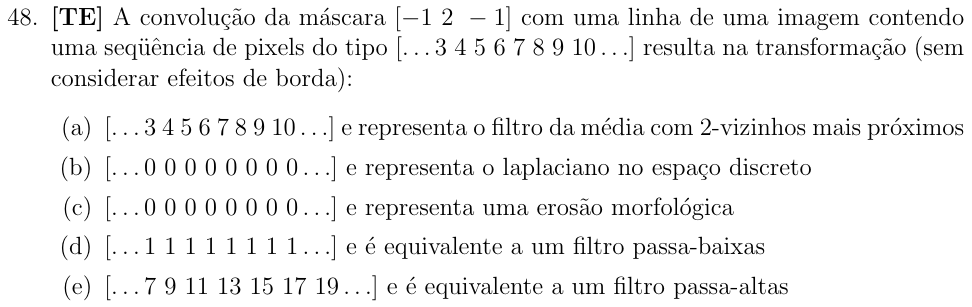 48. [TE] A convolução da máscara [−1 2 − 1] com uma linha de uma imagem contendo
uma seqüência de pixels do tipo [. . . 3 4 5 6 7 8 9 10 . . .] resulta na transformação (sem
considerar efeitos de borda):
(a) [. . . 3 4 5 6 7 8 9 10 . . .] e representa o filtro da média com 2-vizinhos mais próximos
(b) [. . . 0 0 0 0 0 0 0 0 . . .] e representa o laplaciano no espaço discreto
(c) [. . . 0 0 0 0 0 0 0 0 . . .] e representa uma erosão morfológica
(d) [. . . 1 1 1 1 1 1 1 1 . . .] e é equivalente a um filtro passa-baixas
(e) [. . . 7 9 11 13 15 17 19 . . .] e é equivalente a um filtro passa-altas